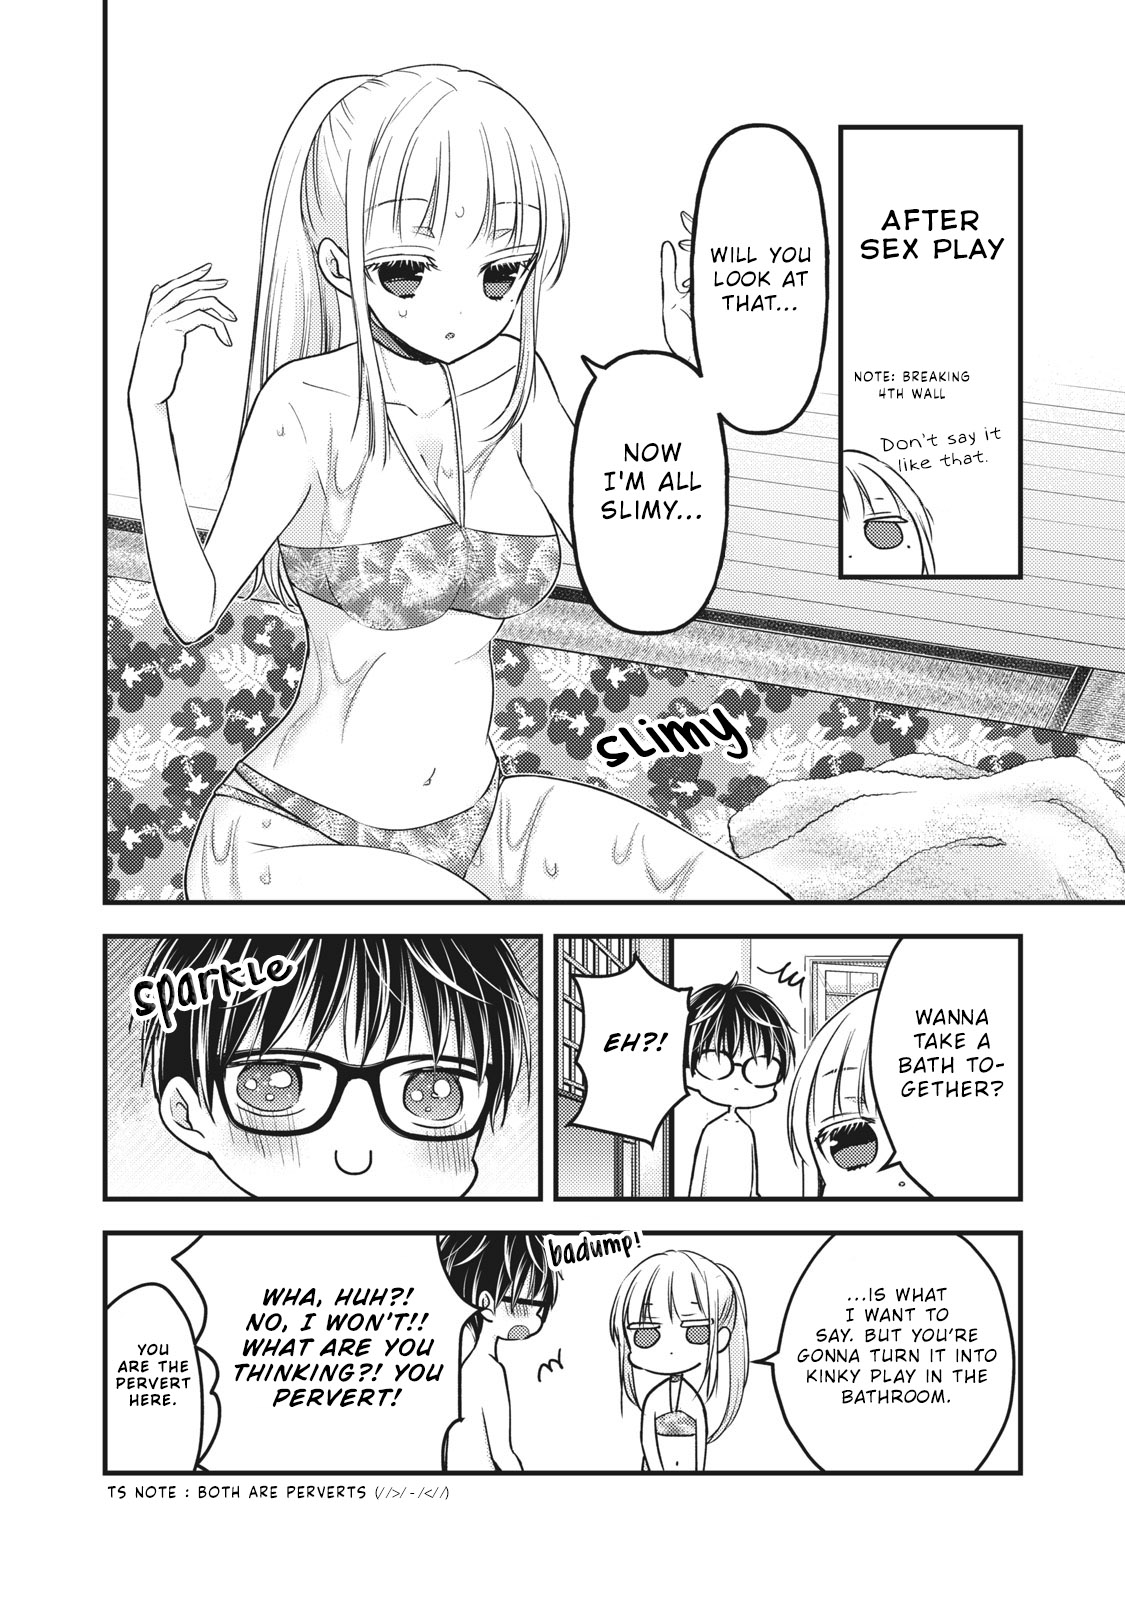 AFTER
SEX PLAY
NOTE: BREAKING
4TH WALL
Don't say it
like that.
WILL YOU
LOOK AT
THAT...
NOW
I'M ALL
SLIMY...
SLIMY
WANNA
TAKE A
BATH TO-
GETHER?
EH?!
sparkle
...IS WHAT
I WANT TO
SAY. BUT YOU'RE
GONNA TURN IT INTO
KINKY PLAY IN THE
BATHROOM.
badump!
WHA, HUH?!
NO, I WON'T!!
WHAT ARE YOU
THINKING?! YOU
PERVERT!
YOU
ARE THE
PERVERT
HERE.
TS NOTE : BOTH ARE PERVERTS (//>/-/<//)